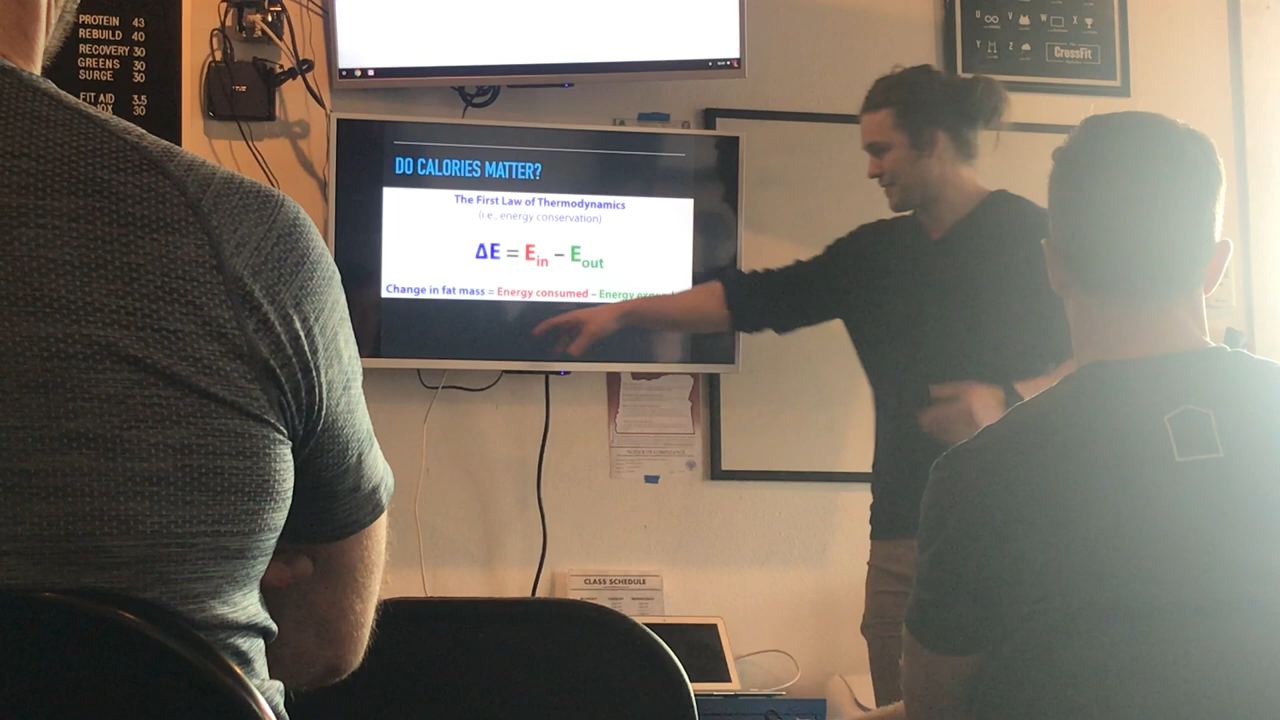 PROTEIN 43
REBUILD 40
RECOVERY 30
GREENS 30
SURGE 30
FIT AID 3.5
30
U V W X
Y Z
CrossFit
DO CALORIES MATTER?
The First Law of Thermodynamics
(i.e., energy conservation)
ΔE = Ein – Eout
Change in fat mass = Energy consumed – Energy
CLASS SCHEDULE